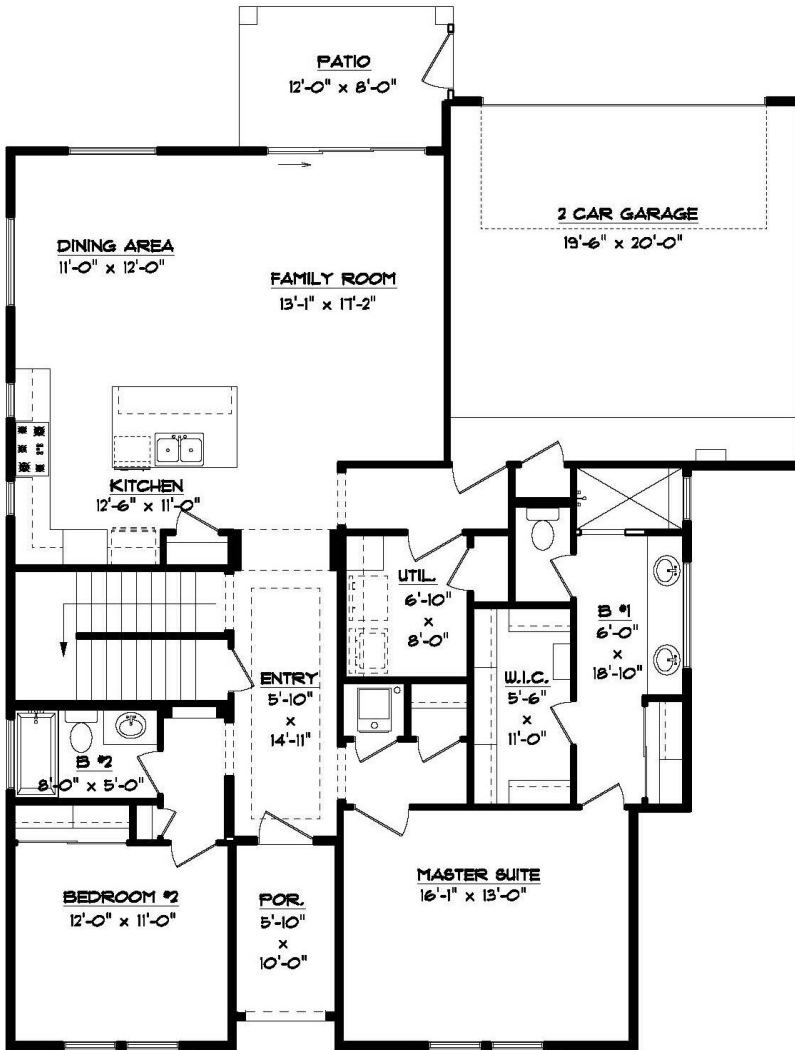 PATIO
12'-0" x 8'-0"
2 CAR GARAGE
19'-6" x 20'-0"
DINING AREA
11'-0" x 12'-0"
FAMILY ROOM
13'-1" x 17'-2"
KITCHEN
12'-6" x 11'-0"
UTIL.
6'-10"
x
8'-0"
B #1
6'-0"
x
18'-10"
W.I.C.
5'-6"
x
11'-0"
ENTRY
5'-10"
x
14'-11"
B #2
8'-0" x 5'-0"
MASTER SUITE
16'-1" x 13'-0"
BEDROOM #2
12'-0" x 11'-0"
POR.
5'-10"
x
10'-0"